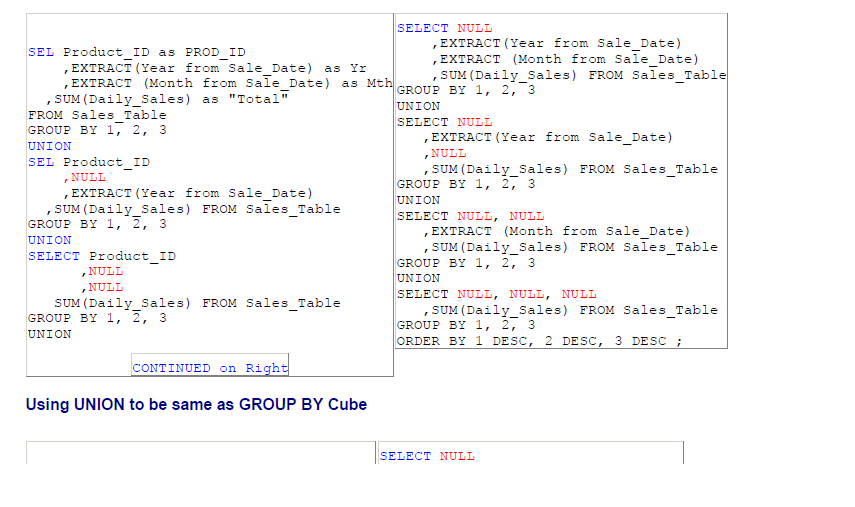 SEL Product_ID as PROD_ID
,EXTRACT(Year from Sale_Date) as Yr
,EXTRACT (Month from Sale_Date) as Mth
,SUM(Daily_Sales) as "Total"
FROM Sales_Table
GROUP BY 1, 2, 3
UNION
SEL Product_ID
,NULL
,EXTRACT(Year from Sale_Date)
,SUM(Daily_Sales) FROM Sales_Table
GROUP BY 1, 2, 3
UNION
SELECT Product_ID
,NULL
,NULL
SUM(Daily_Sales) FROM Sales_Table
GROUP BY 1, 2, 3
UNION
CONTINUED on Right
SELECT NULL
,EXTRACT(Year from Sale_Date)
,EXTRACT (Month from Sale_Date)
,SUM(Daily_Sales) FROM Sales_Table
GROUP BY 1, 2, 3
UNION
SELECT NULL
,EXTRACT(Year from Sale_Date)
,NULL
,SUM(Daily_Sales) FROM Sales_Table
GROUP BY 1, 2, 3
UNION
SELECT NULL, NULL
,EXTRACT (Month from Sale_Date)
,SUM(Daily_Sales) FROM Sales_Table
GROUP BY 1, 2, 3
UNION
SELECT NULL, NULL, NULL
,SUM(Daily_Sales) FROM Sales_Table
GROUP BY 1, 2, 3
ORDER BY 1 DESC, 2 DESC, 3 DESC ;
Using UNION to be same as GROUP BY Cube
SELECT NULL